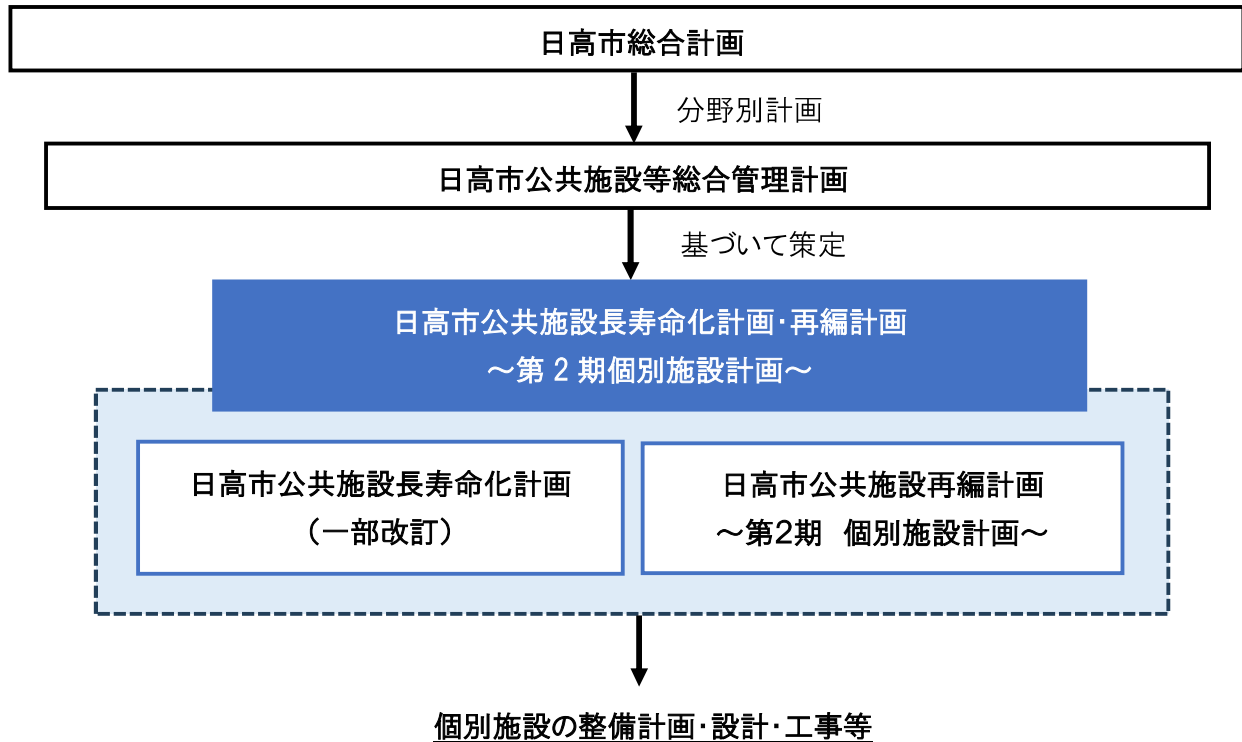 日高市総合計画
分野別計画
日高市公共施設等総合管理計画
基づいて策定
日高市公共施設長寿命化計画・再編計画
～第 2 期個別施設計画～
日高市公共施設長寿命化計画
（一部改訂）
日高市公共施設再編計画
～第2期　個別施設計画～
個別施設の整備計画・設計・工事等